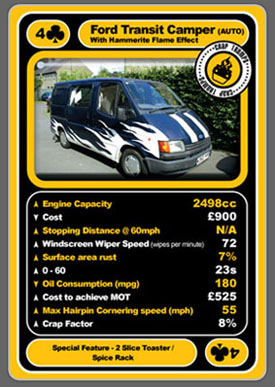 4
Ford Transit Camper (AUTO)
With Hammerite Flame Effect
CRAP TRUMPS
CRAP TRUMPS
Engine Capacity 2498cc
Cost £900
Stopping Distance @ 60mph N/A
Windscreen Wiper Speed (wipes per minute) 72
Surface area rust 7%
0 - 60 23s
Oil Consumption (mpg) 180
Cost to achieve MOT £525
Max Hairpin Cornering speed (mph) 55
Crap Factor 8%
Special Feature - 2 Slice Toaster /
Spice Rack
4